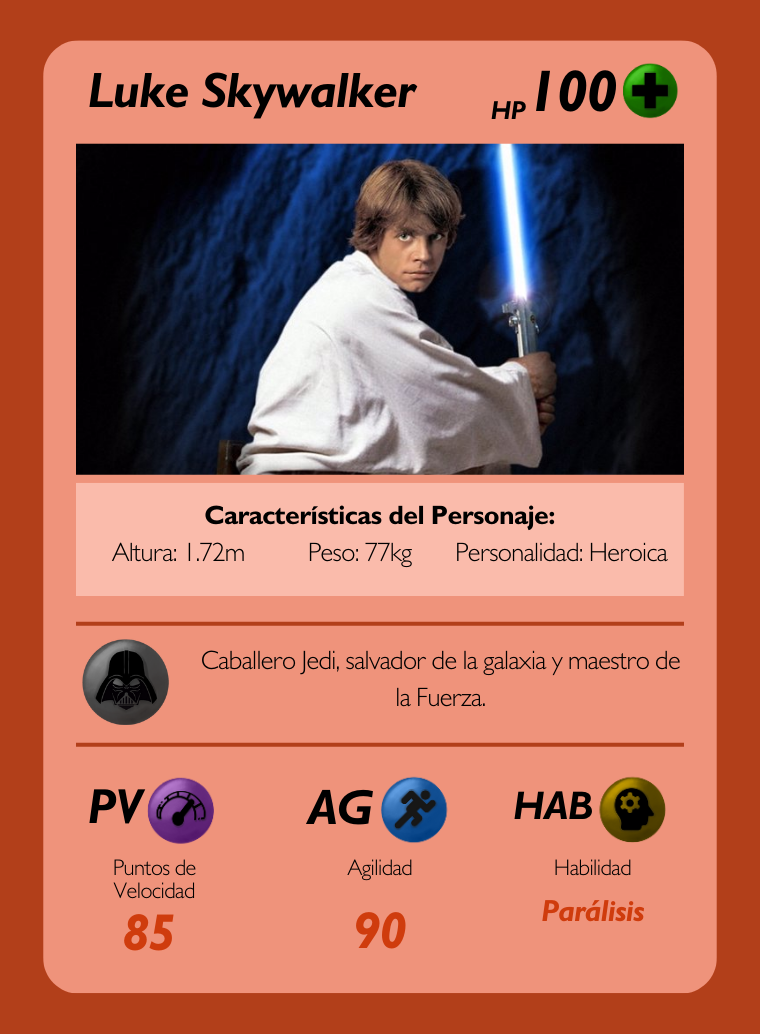 Luke Skywalker
HP 100
Características del Personaje:
Altura: 1.72m Peso: 77kg Personalidad: Heroica
Caballero Jedi, salvador de la galaxia y maestro de
la Fuerza.
PV AG HAB
Puntos de
Velocidad
Agilidad
Habilidad
85
90
Parálisis